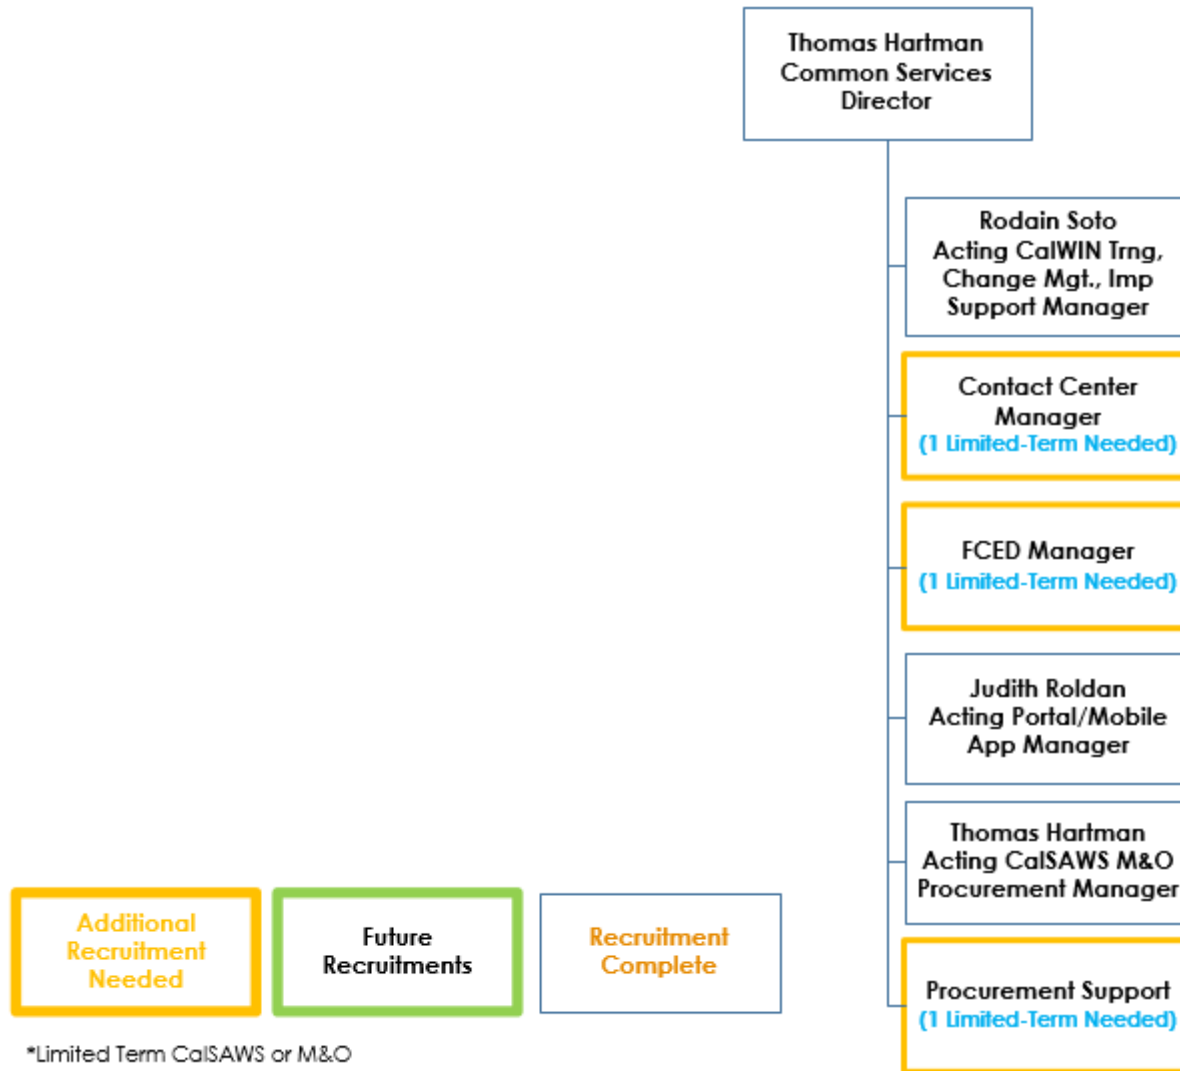 Thomas Hartman
Common Services
Director
Rodain Soto
Acting CalWIN Trng,
Change Mgt., Imp
Support Manager
Contact Center
Manager
(1 Limited-Term Needed)
FCED Manager
(1 Limited-Term Needed)
Judith Roldan
Acting Portal/Mobile
App Manager
Thomas Hartman
Acting CalSAWS M&O
Procurement Manager
Procurement Support
(1 Limited-Term Needed)
Additional
Recruitment
Needed
Future
Recruitments
Recruitment
Complete
*Limited Term CalSAWS or M&O